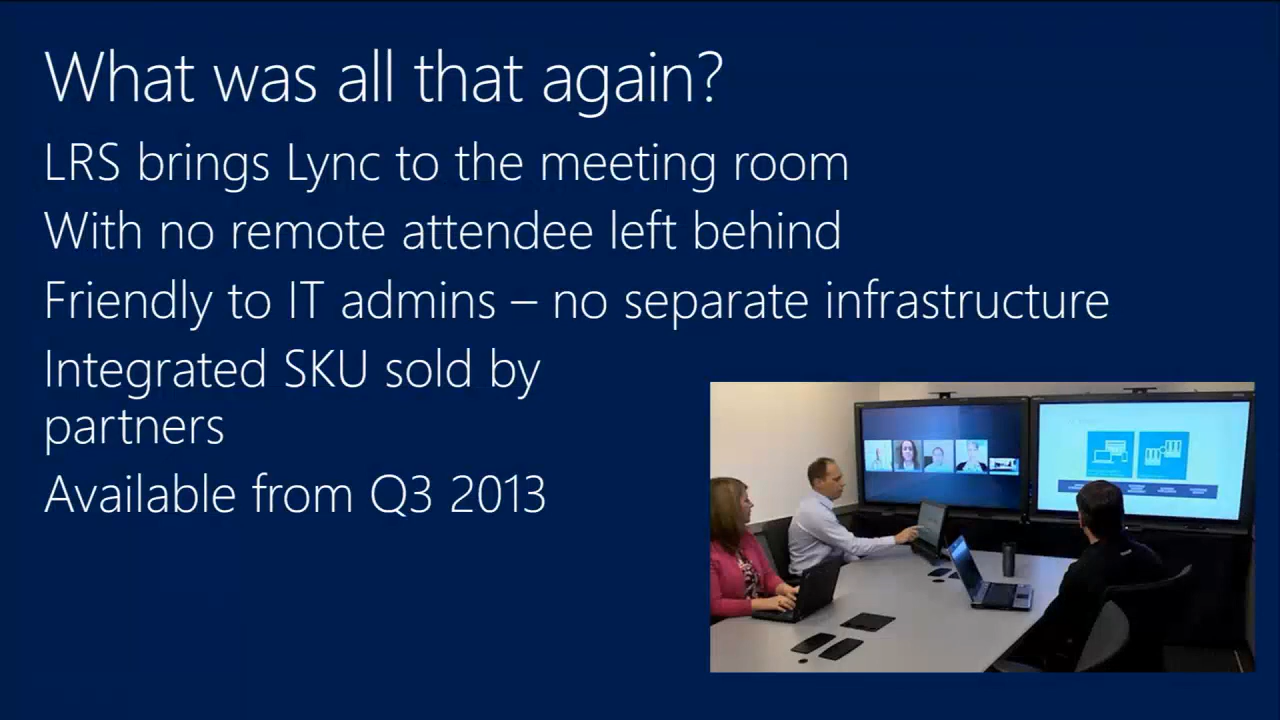 What was all that again?
LRS brings Lync to the meeting room
With no remote attendee left behind
Friendly to IT admins – no separate infrastructure
Integrated SKU sold by
partners
Available from Q3 2013